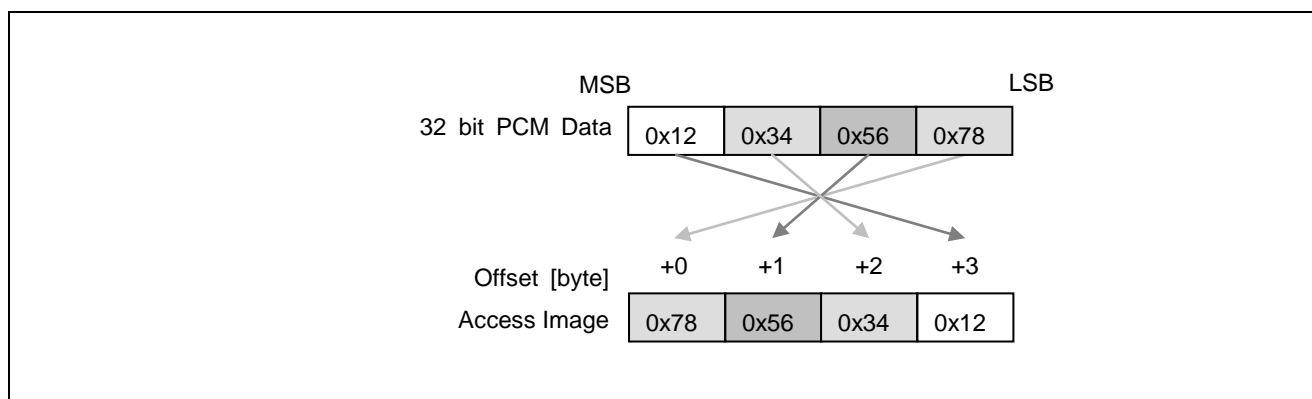 MSB LSB
32 bit PCM Data 0x12 0x34 0x56 0x78
Offset [byte] +0 +1 +2 +3
Access Image 0x78 0x56 0x34 0x12